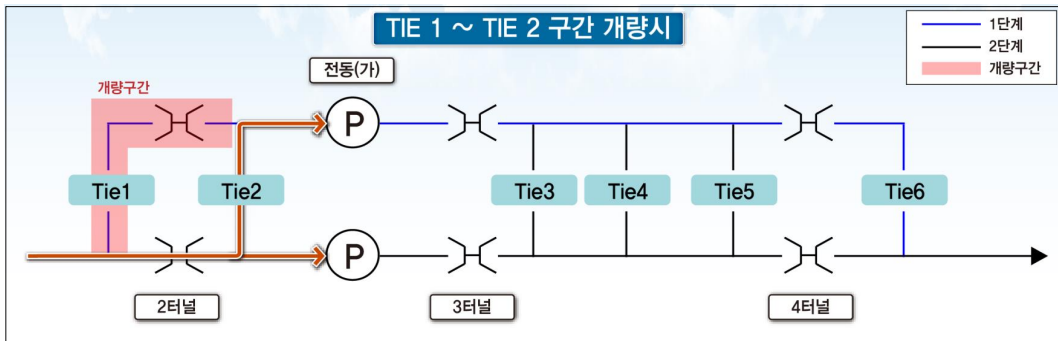 TIE 1 ~ TIE 2 구간 개량시
1단계
2단계
개량구간
전동(가)
개량구간
P
Tie1
Tie2
Tie3
Tie4
Tie5
Tie6
P
2터널
3터널
4터널